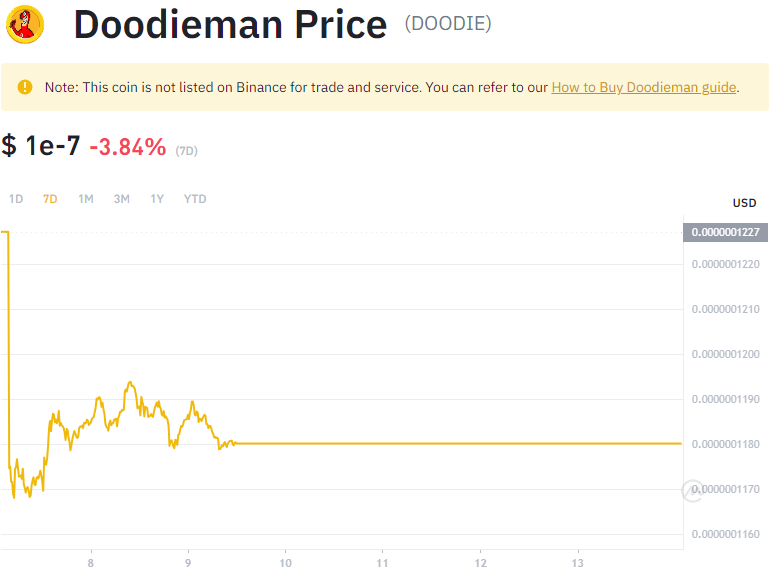 Doodieman Price (DOODIE)
Note: This coin is not listed on Binance for trade and service. You can refer to our How to Buy Doodieman guide.
$ 1e-7 -3.84% (7D)
1D 7D 1M 3M 1Y YTD
USD
0.0000001227
0.0000001220
0.0000001210
0.0000001200
0.0000001190
0.0000001180
0.0000001170
0.0000001160
8 9 10 11 12 13